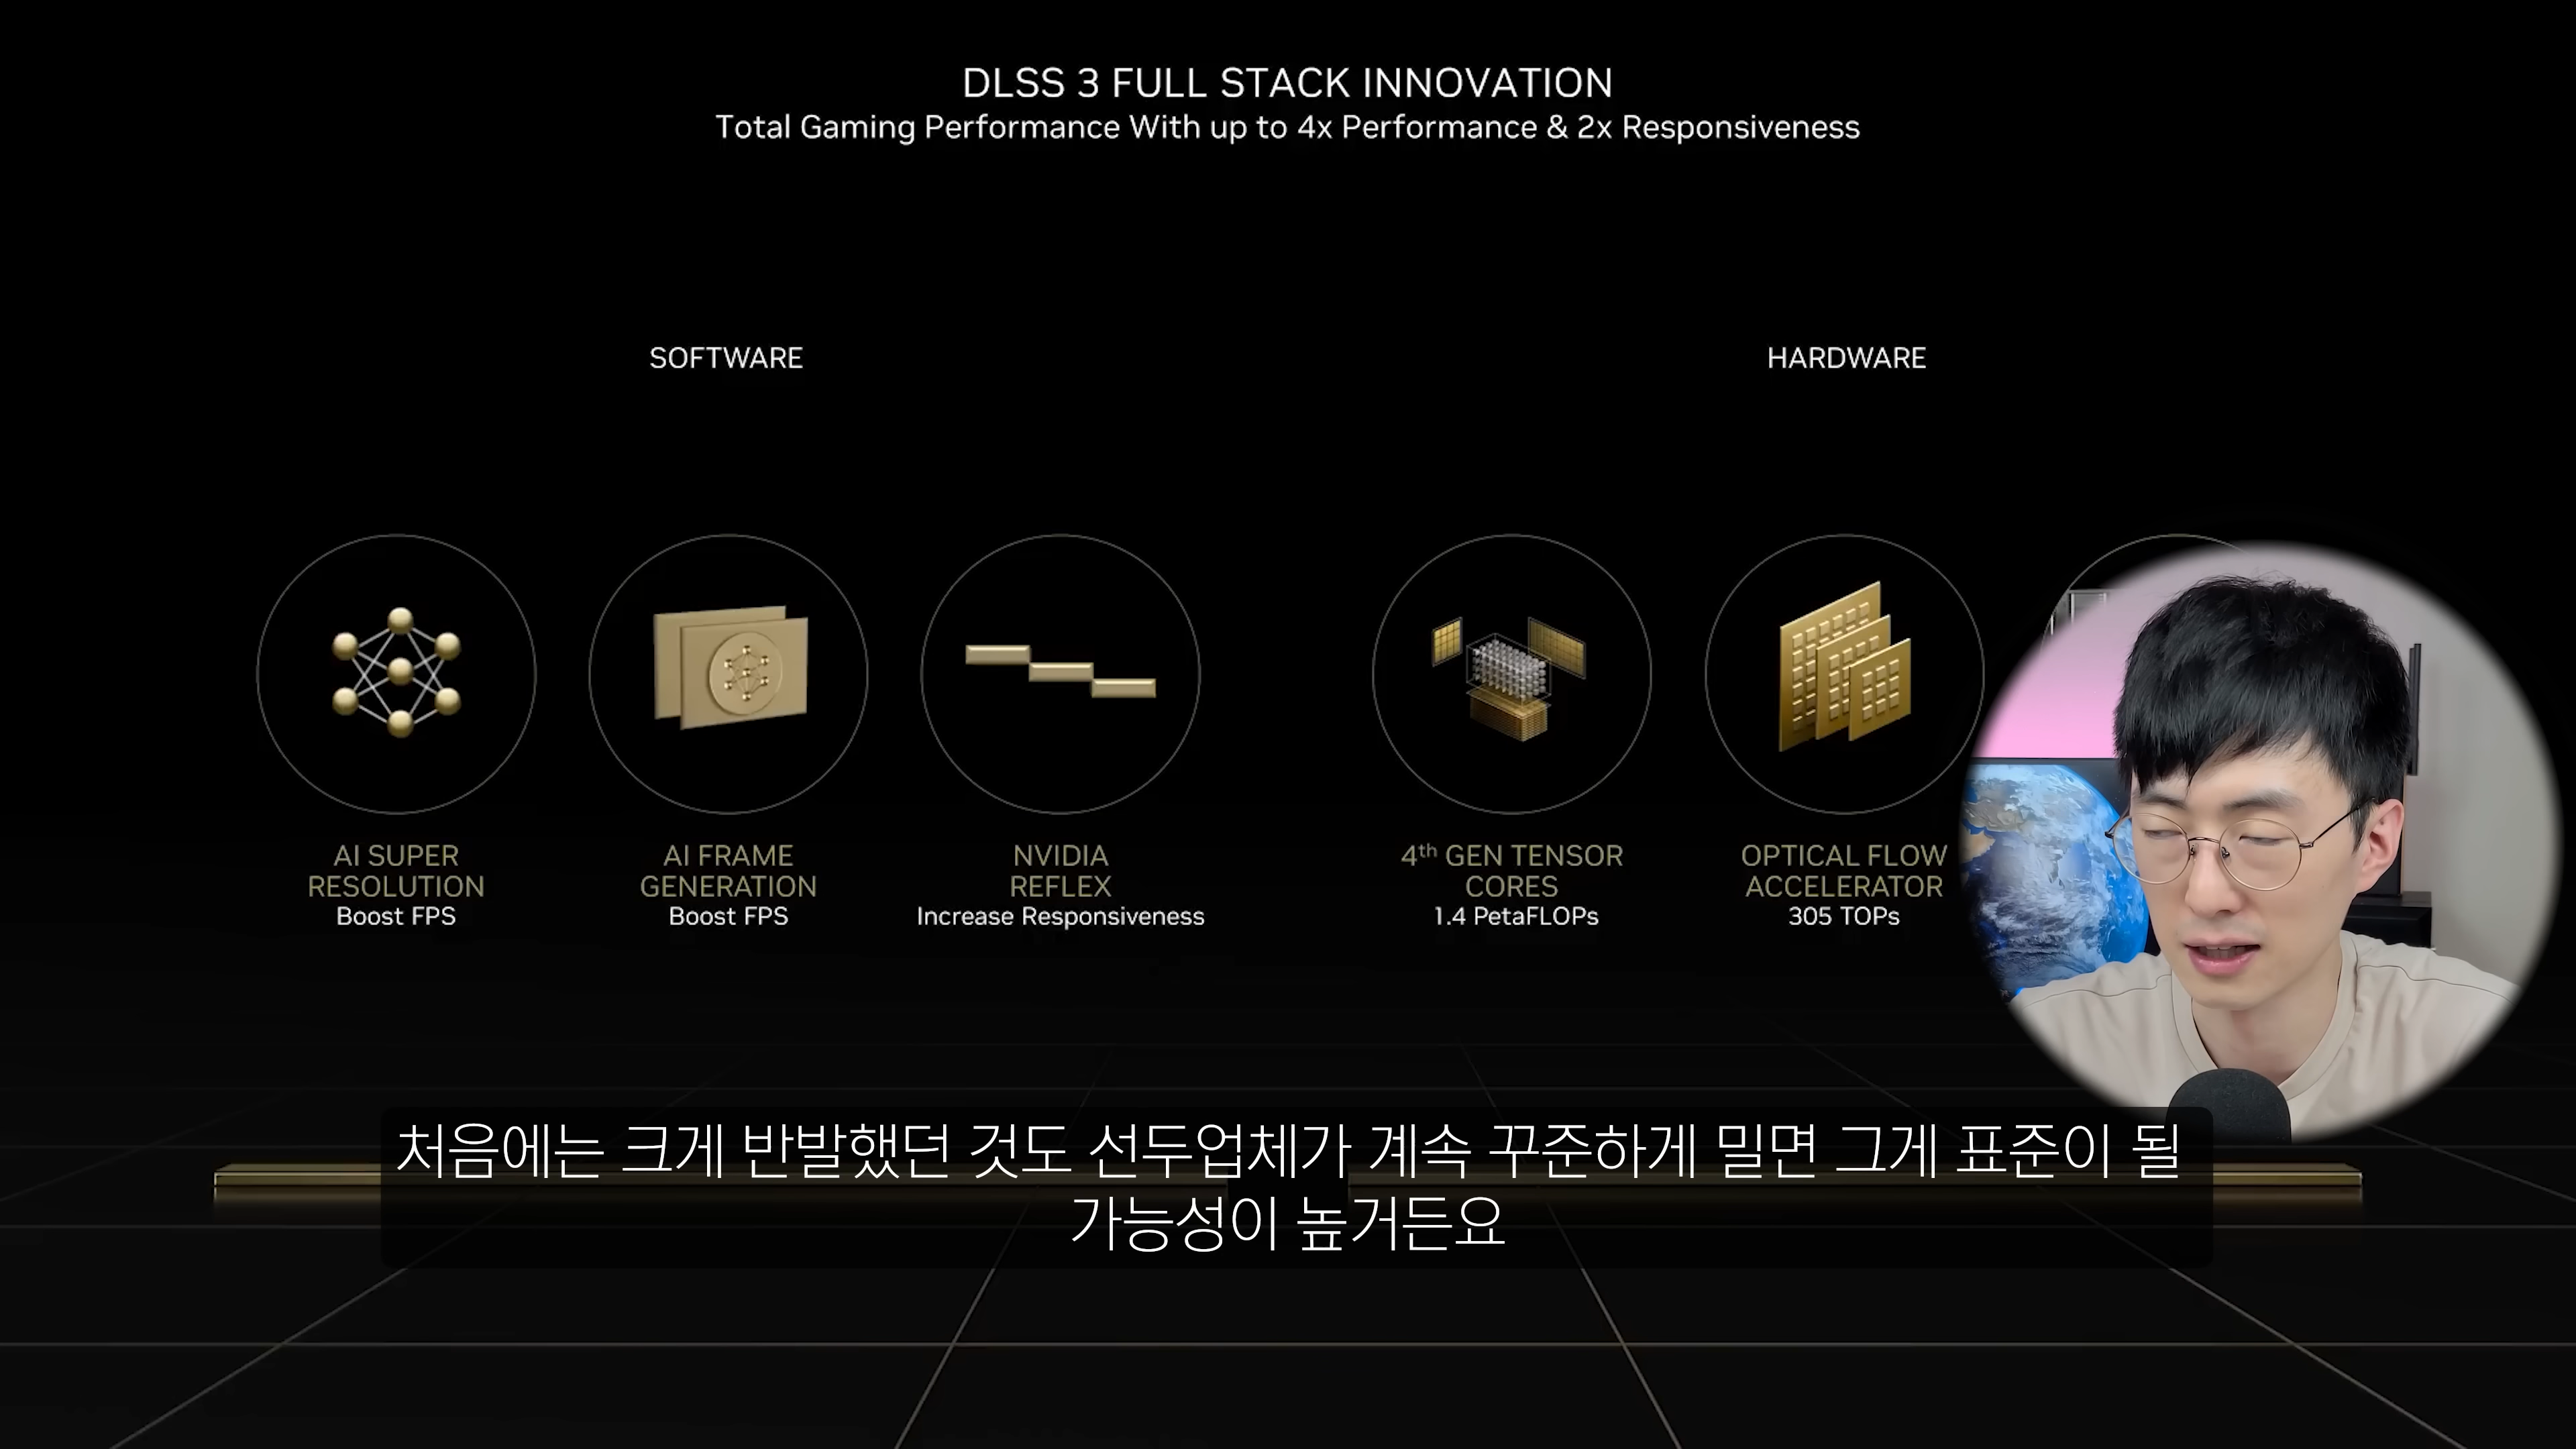 DLSS 3 FULL STACK INNOVATION
Total Gaming Performance With up to 4x Performance & 2x Responsiveness
SOFTWARE
HARDWARE
AI SUPER
RESOLUTION
Boost FPS
AI FRAME
GENERATION
Boost FPS
NVIDIA
REFLEX
Increase Responsiveness
4th GEN TENSOR
CORES
1.4 PetaFLOPs
OPTICAL FLOW
ACCELERATOR
305 TOPs
처음에는 크게 반발했던 것도 선두업체가 계속 꾸준하게 밀면 그게 표준이 될
가능성이 높거든요